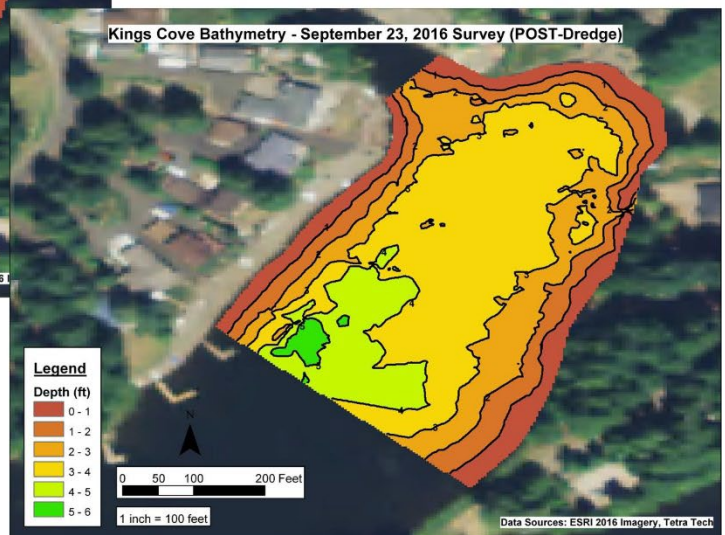 Kings Cove Bathymetry - September 23, 2016 Survey (POST-Dredge)
Legend
Depth (ft)
0 - 1
1 - 2
2 - 3
3 - 4
4 - 5
5 - 6
N
0 50 100 200 Feet
1 inch = 100 feet
Data Sources: ESRI 2016 Imagery, Tetra Tech